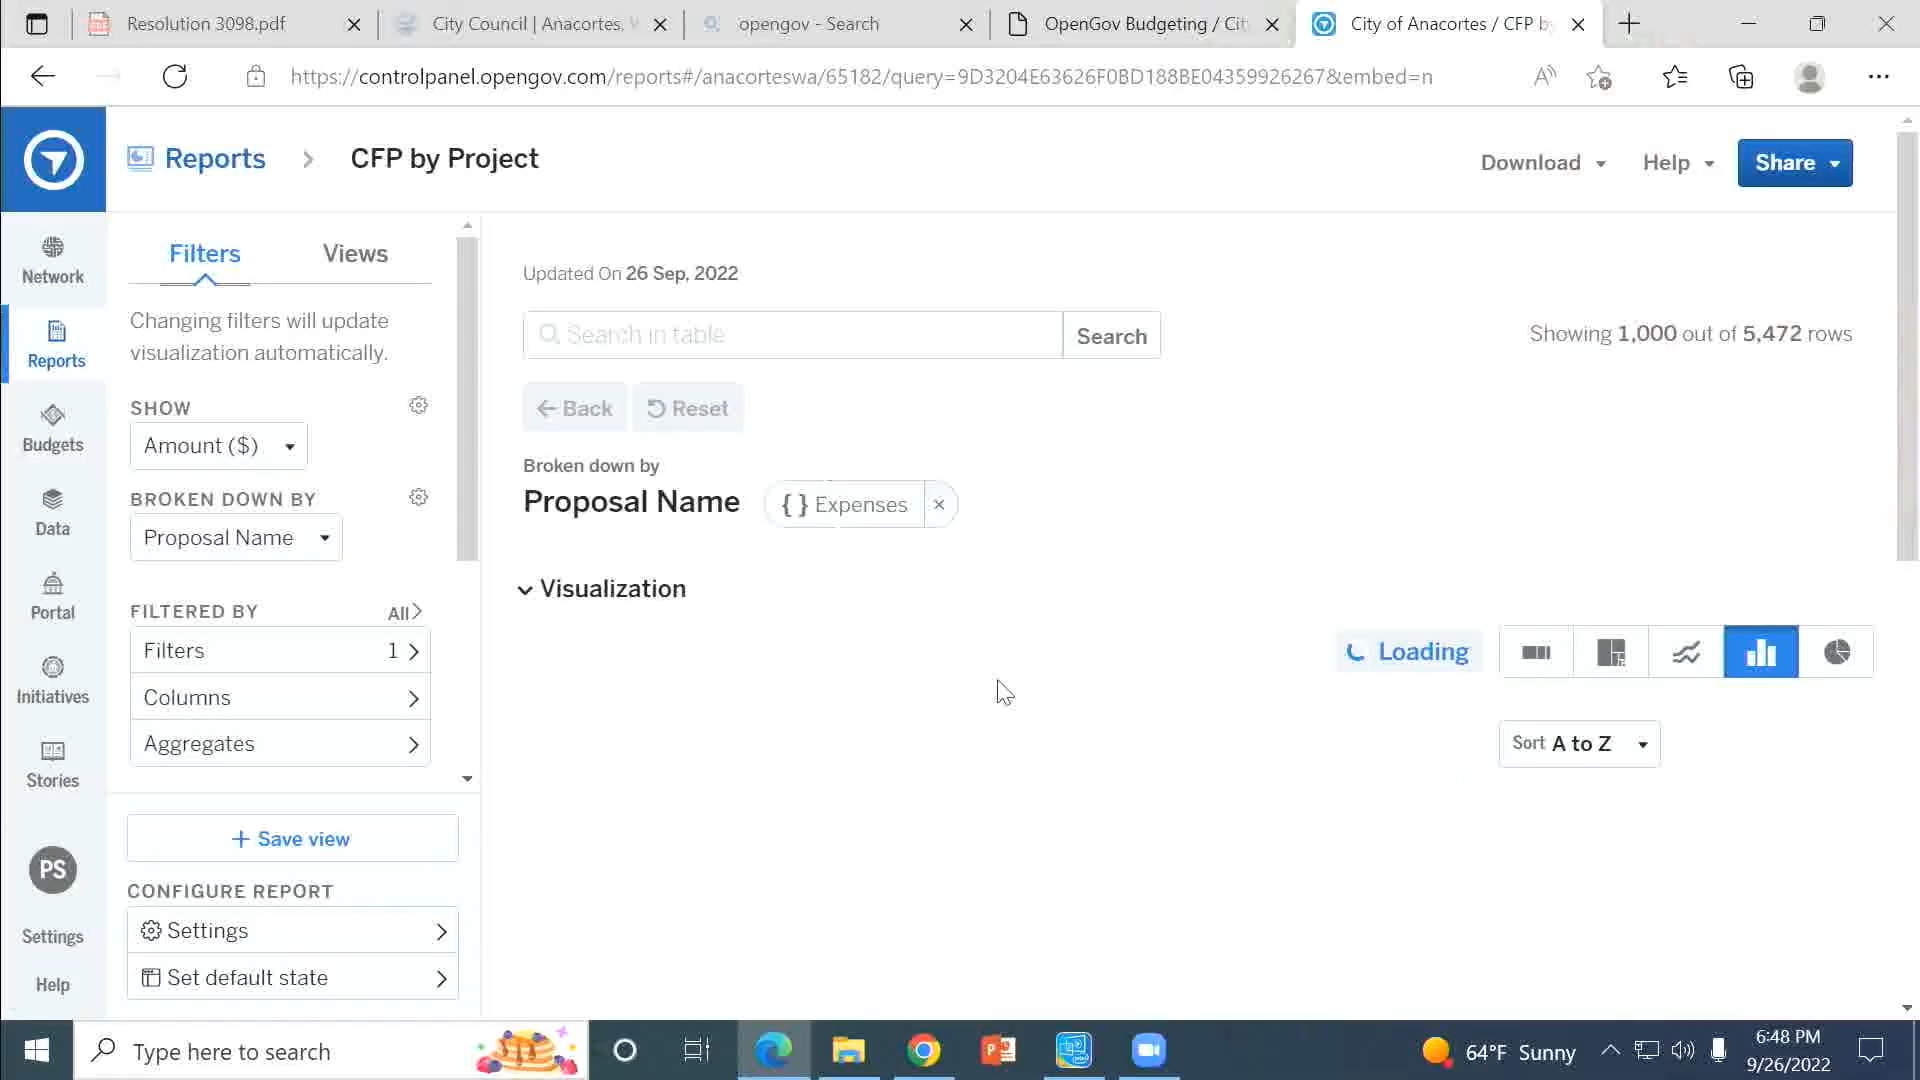 Resolution 3098.pdf
City Council | Anacortes,
opengov - Search
OpenGov Budgeting / Cit
City of Anacortes / CFP by
https://controlpanel.opengov.com/reports#/anacorteswa/65182/query=9D3204E63626F0BD188BE04359926267&embed=n
Reports > CFP by Project
Download
Help
Share
Network
Reports
Budgets
Data
Portal
Initiatives
Stories
PS
Settings
Help
Filters
Views
Changing filters will update
visualization automatically.
SHOW
Amount ($)
BROKEN DOWN BY
Proposal Name
FILTERED BY
All
Filters 1
Columns
Aggregates
+ Save view
CONFIGURE REPORT
Settings
Set default state
Updated On 26 Sep, 2022
Search in table
Search
Showing 1,000 out of 5,472 rows
Back
Reset
Broken down by
Proposal Name
{ } Expenses ×
Visualization
Loading
Sort A to Z
Type here to search
64°F Sunny
6:48 PM
9/26/2022